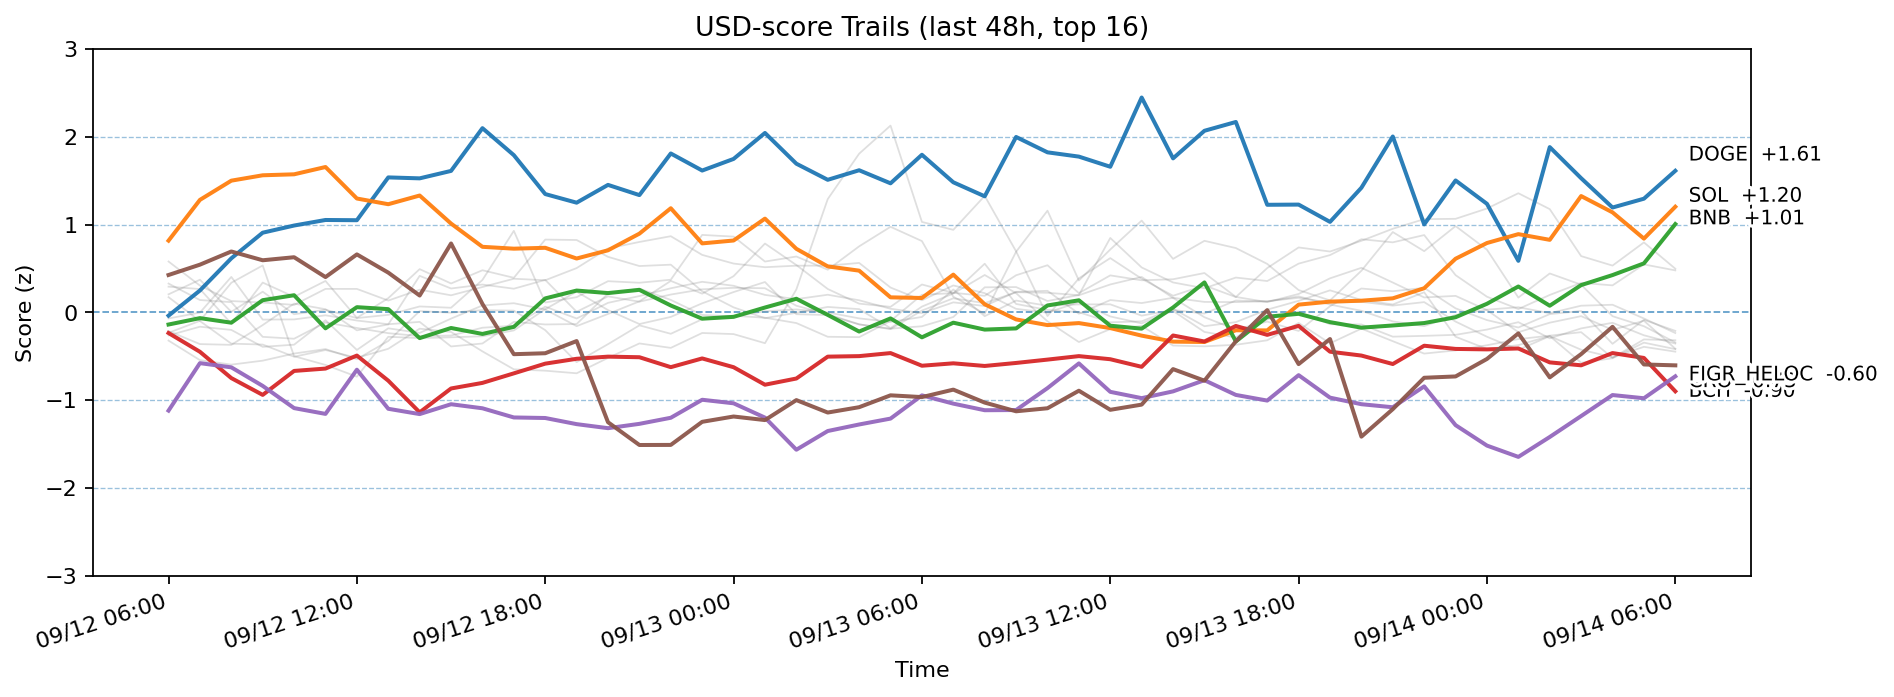 USD-score Trails (last 48h, top 16)
3
2
1
0
−1
−2
−3
Score (z)
DOGE +1.61
SOL +1.20
BNB +1.01
FIGR_HELOC -0.60
BCH -0.90
09/12 06:00
09/12 12:00
09/12 18:00
09/13 00:00
09/13 06:00
09/13 12:00
09/13 18:00
09/14 00:00
09/14 06:00
Time